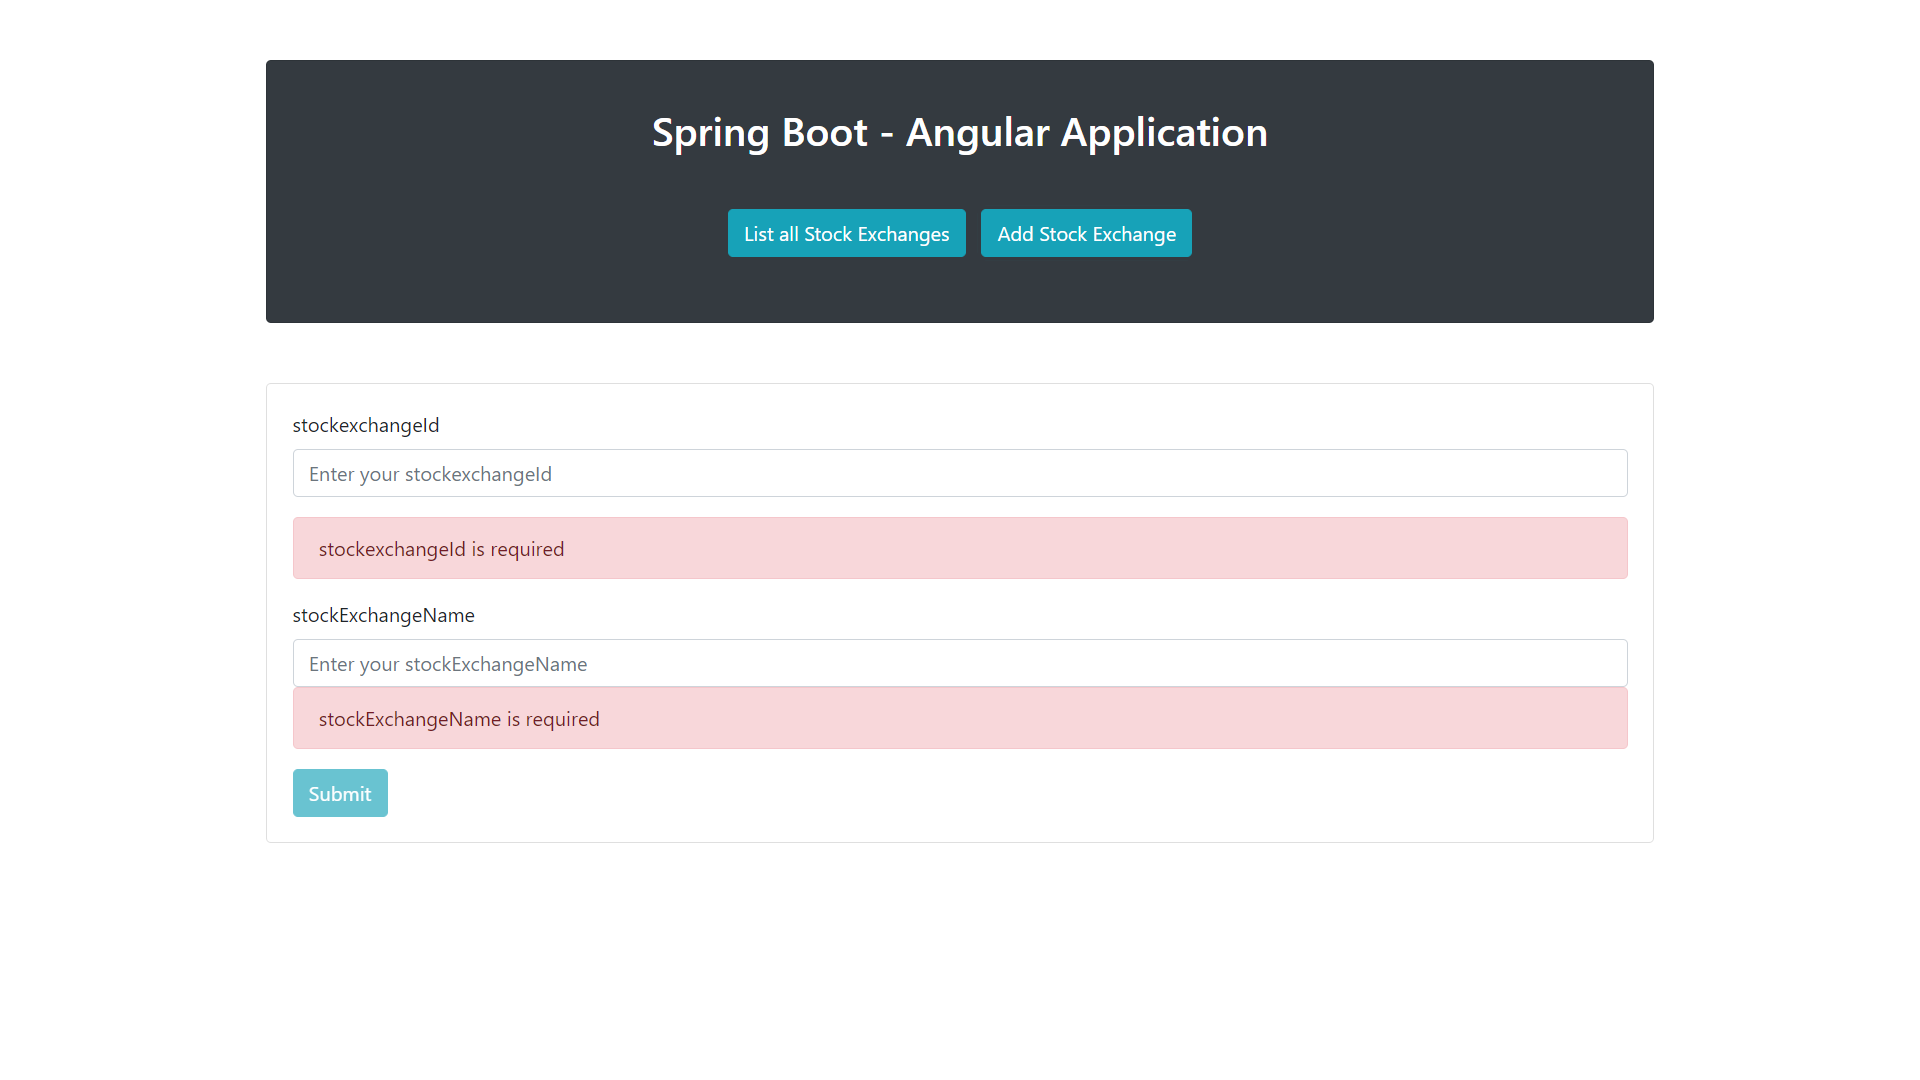 Spring Boot - Angular Application
List all Stock Exchanges Add Stock Exchange
stockexchangeId
Enter your stockexchangeId
stockexchangeId is required
stockExchangeName
Enter your stockExchangeName
stockExchangeName is required
Submit